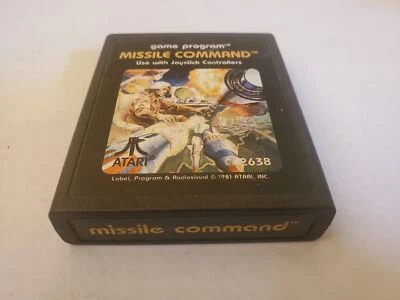 game program™
MISSILE COMMAND™
Use with Joystick Controllers
ATARI®
CX2638
Label, Program & Audiovisual © 1981 ATARI, INC.
missile command™